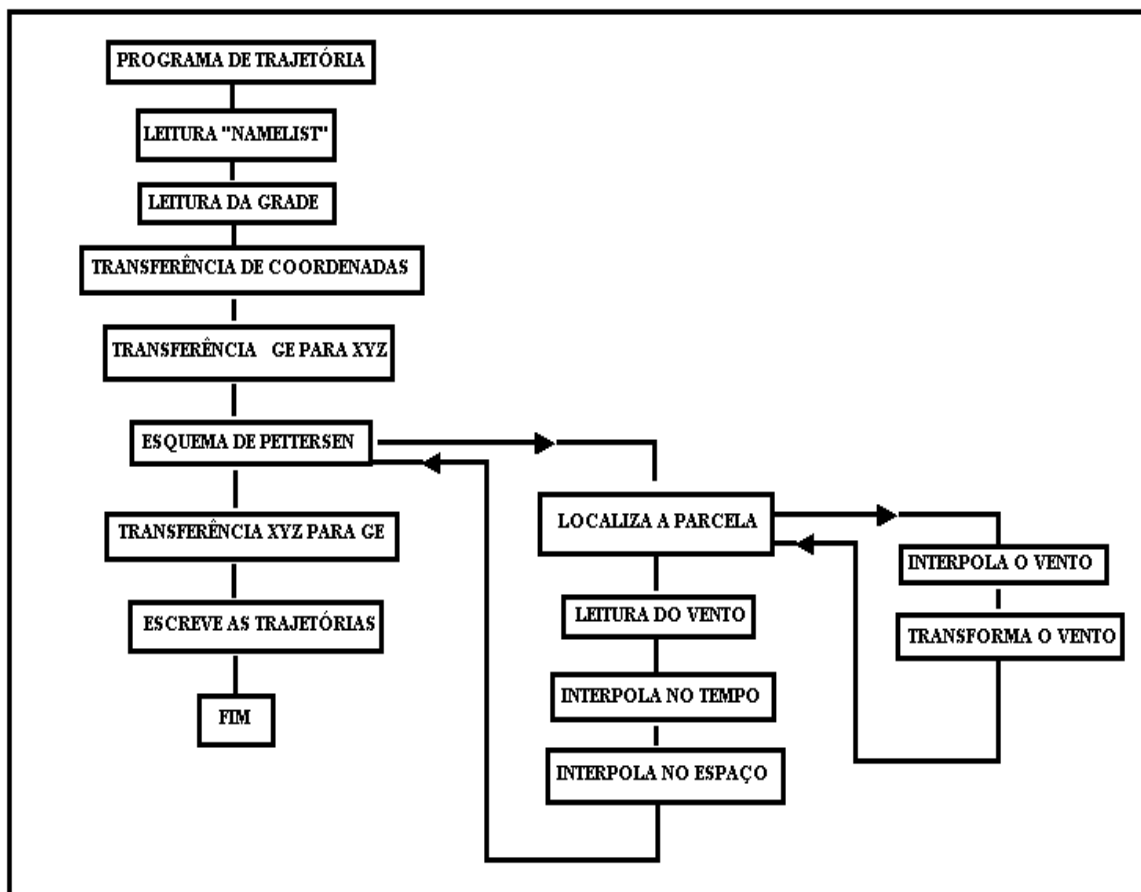 PROGRAMA DE TRAJETÓRIA
LEITURA "NAMELIST"
LEITURA DA GRADE
TRANSFERÊNCIA DE COORDENADAS
TRANSFERÊNCIA GE PARA XYZ
ESQUEMA DE PETTERSEN
TRANSFERÊNCIA XYZ PARA GE
ESCREVE AS TRAJETÓRIAS
FIM
LOCALIZA A PARCELA
LEITURA DO VENTO
INTERPOLA NO TEMPO
INTERPOLA NO ESPAÇO
INTERPOLA O VENTO
TRANSFORMA O VENTO